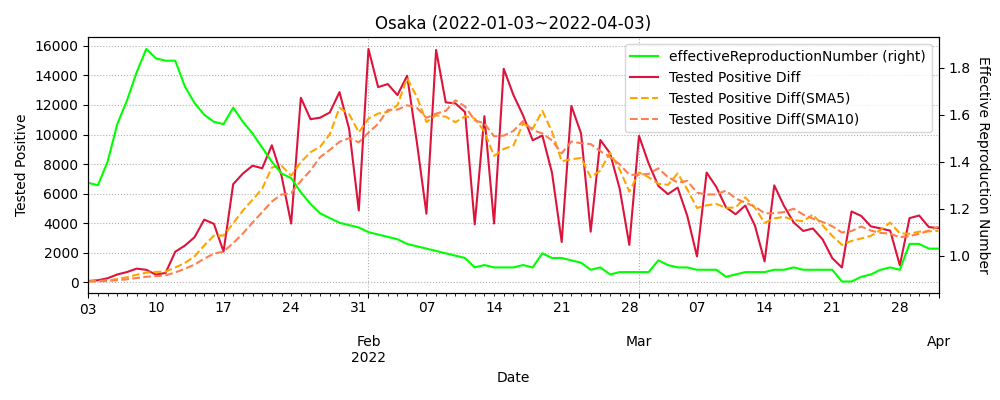 Osaka (2022-01-03~2022-04-03)
Tested Positive
16000
14000
12000
10000
8000
6000
4000
2000
0
effectiveReproductionNumber (right)
Tested Positive Diff
Tested Positive Diff(SMA5)
Tested Positive Diff(SMA10)
1.8
1.6
1.4
1.2
1.0
Effective Reproduction Number
03 10 17 24 31 07 14 21 28 07 14 21 28
Feb Mar Apr
2022
Date